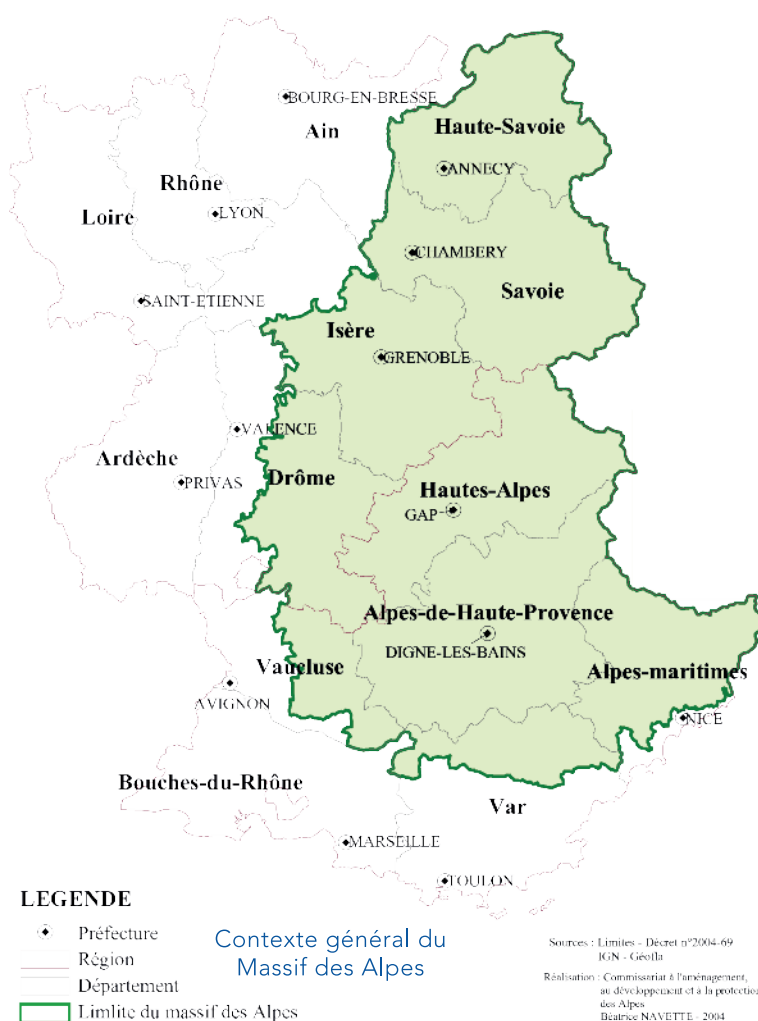 BOURG-EN-BRESSE
Ain
Haute-Savoie
ANNECY
Rhône
Loire
LYON
CHAMBERY
SAINT-ETIENNE
Savoie
Isère
GRENOBLE
VALENCE
Ardèche
PRIVAS
Drôme
Hautes-Alpes
GAP
Alpes-de-Haute-Provence
DIGNE-LES-BAINS
Vaucluse
Alpes-maritimes
AVIGNON
NICE
Bouches-du-Rhône
Var
MARSEILLE
TOULON
LEGENDE
Préfecture
Région
Département
Limlite du massif des Alpes
Contexte général du
Massif des Alpes
Sources : Limites - Décret n°2004-69
IGN - Géofla
Réalisation : Commissariat à l'aménagement,
au développement et à la protection
des Alpes
Béatrice NAVETTE - 2004